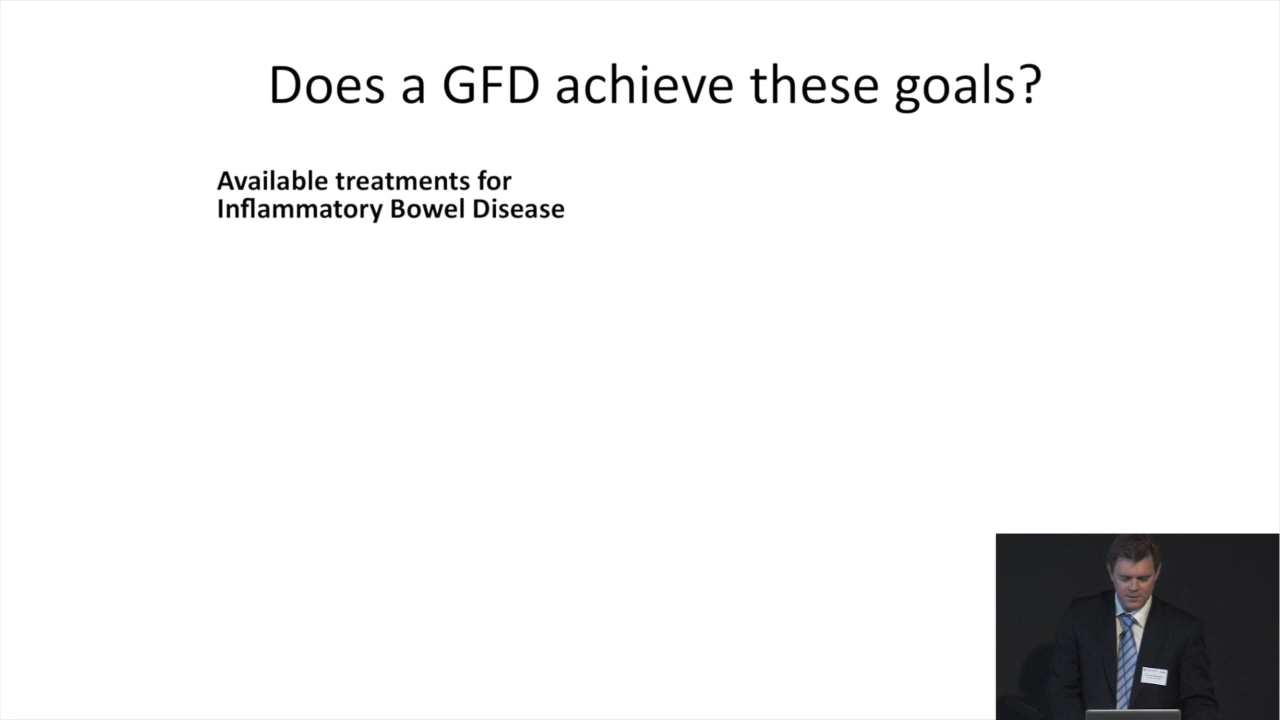 Does a GFD achieve these goals?
Available treatments for
Inflammatory Bowel Disease